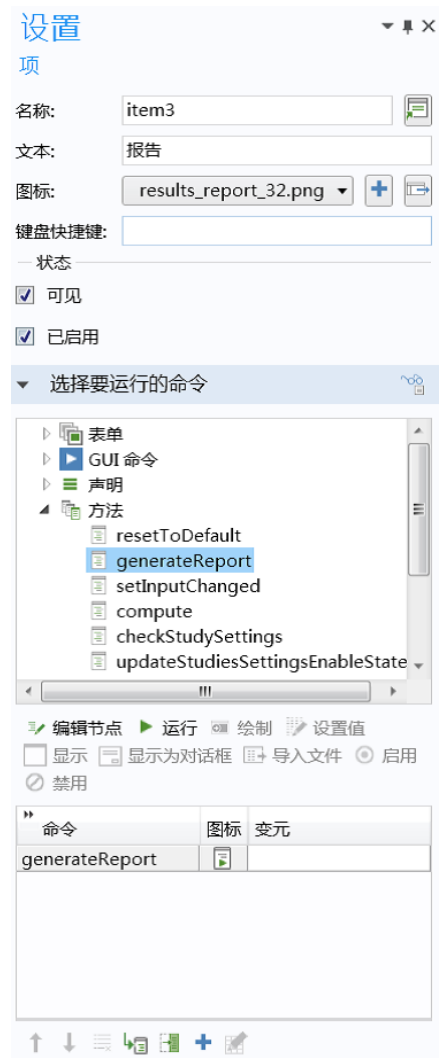 设置
项
名称: item3
文本: 报告
图标: results_report_32.png
键盘快捷键:
状态
可见
已启用
选择要运行的命令
表单
GUI 命令
声明
方法
resetToDefault
generateReport
setInputChanged
compute
checkStudySettings
updateStudiesSettingsEnableState
编辑节点 运行 绘制 设置值
显示 显示为对话框 导入文件 启用
禁用
命令 图标 变元
generateReport